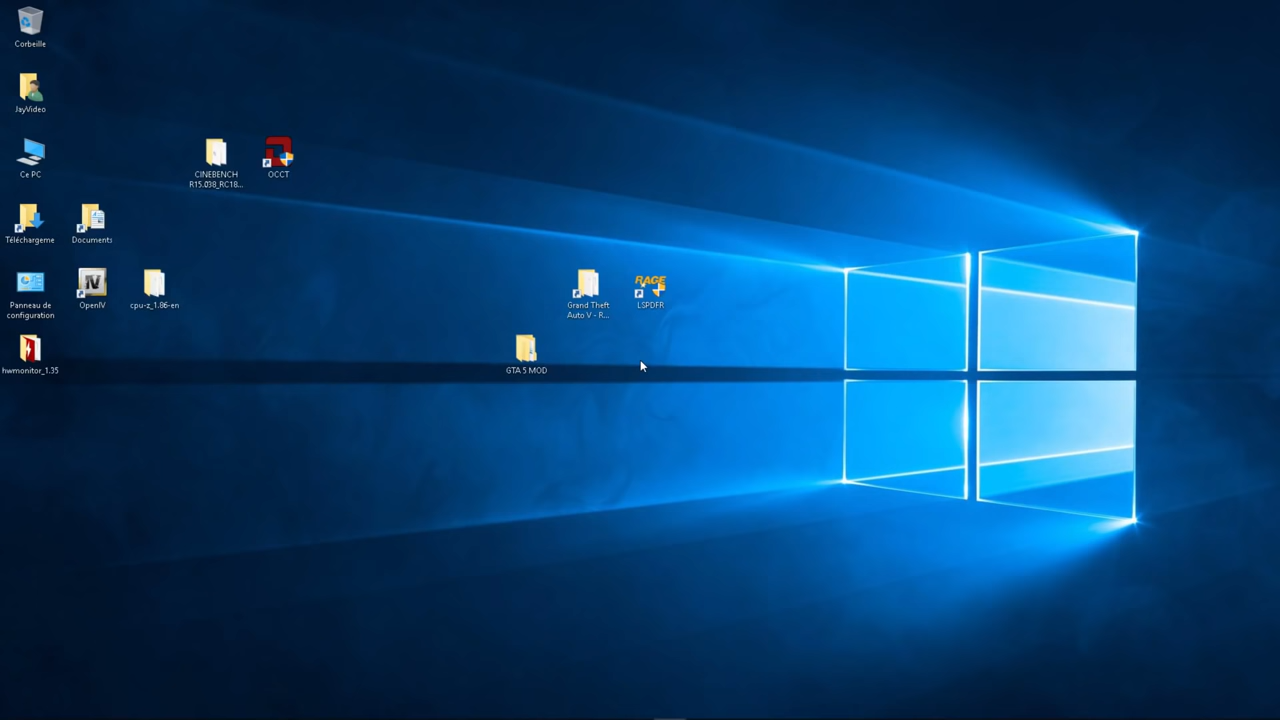 Corbeille
JayVideo
Ce PC
CINEBENCH
R15.038_RC18...
OCCT
Téléchargeme
Documents
Panneau de
configuration
OpenIV
cpu-z_1.86-en
Grand Theft
Auto V - R...
RAGE
LSPDFR
hwmonitor_1.35
GTA 5 MOD